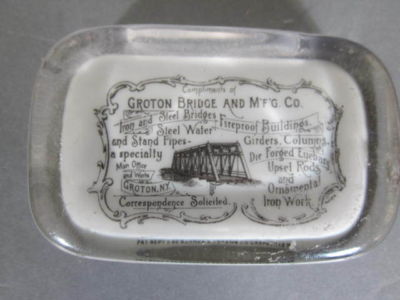 Compliments of
GROTON BRIDGE AND M'F'G. CO.
Iron and Steel Bridges,
Steel Water
and Stand Pipes-
a specialty
Main Office
and Works
GROTON, N.Y.
Fireproof Buildings,
Girders, Columns,
Die Forged Eye
Upset Rods
and
Ornamental
Iron Work.
Correspondence Solicited.